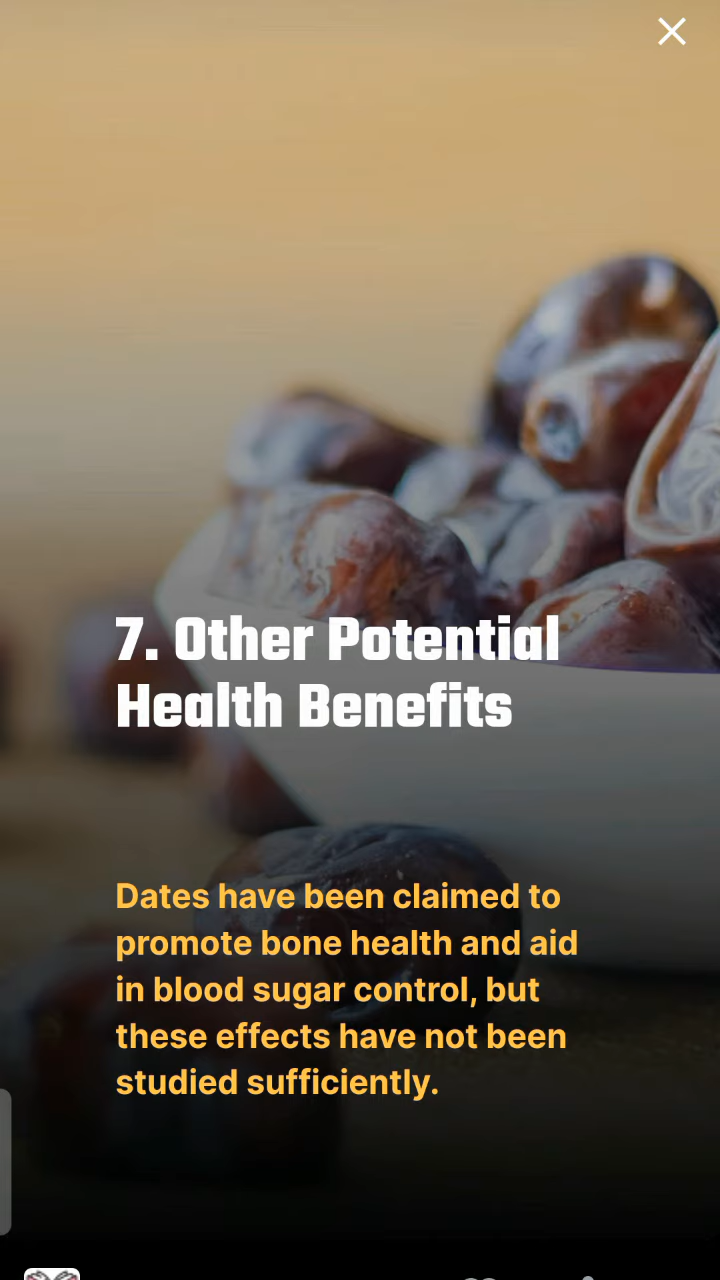 7. Other Potential
Health Benefits
Dates have been claimed to
promote bone health and aid
in blood sugar control, but
these effects have not been
studied sufficiently.